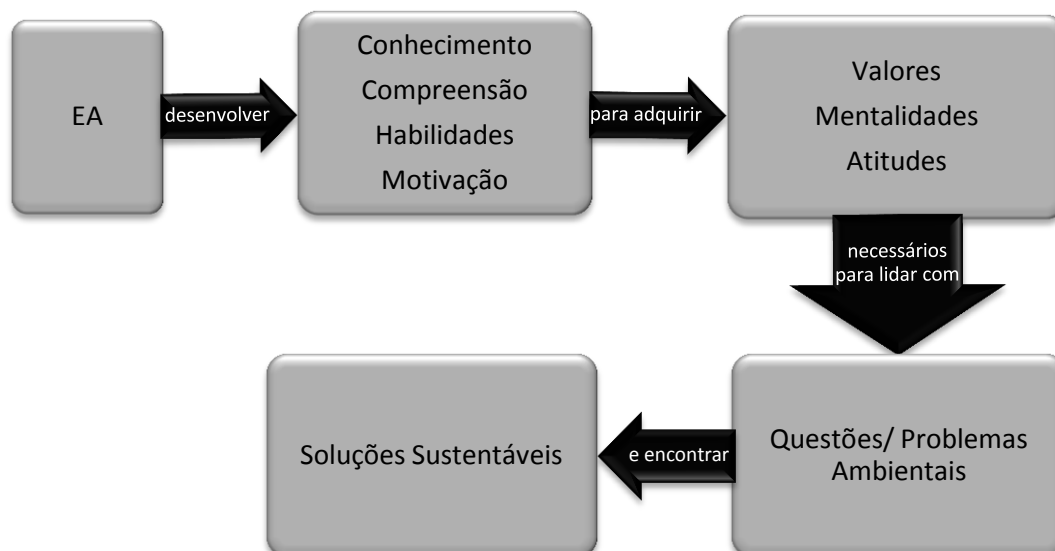 EA
desenvolver
Conhecimento
Compreensão
Habilidades
Motivação
para adquirir
Valores
Mentalidades
Atitudes
necessários
para lidar com
Questões/ Problemas
Ambientais
e encontrar
Soluções Sustentáveis